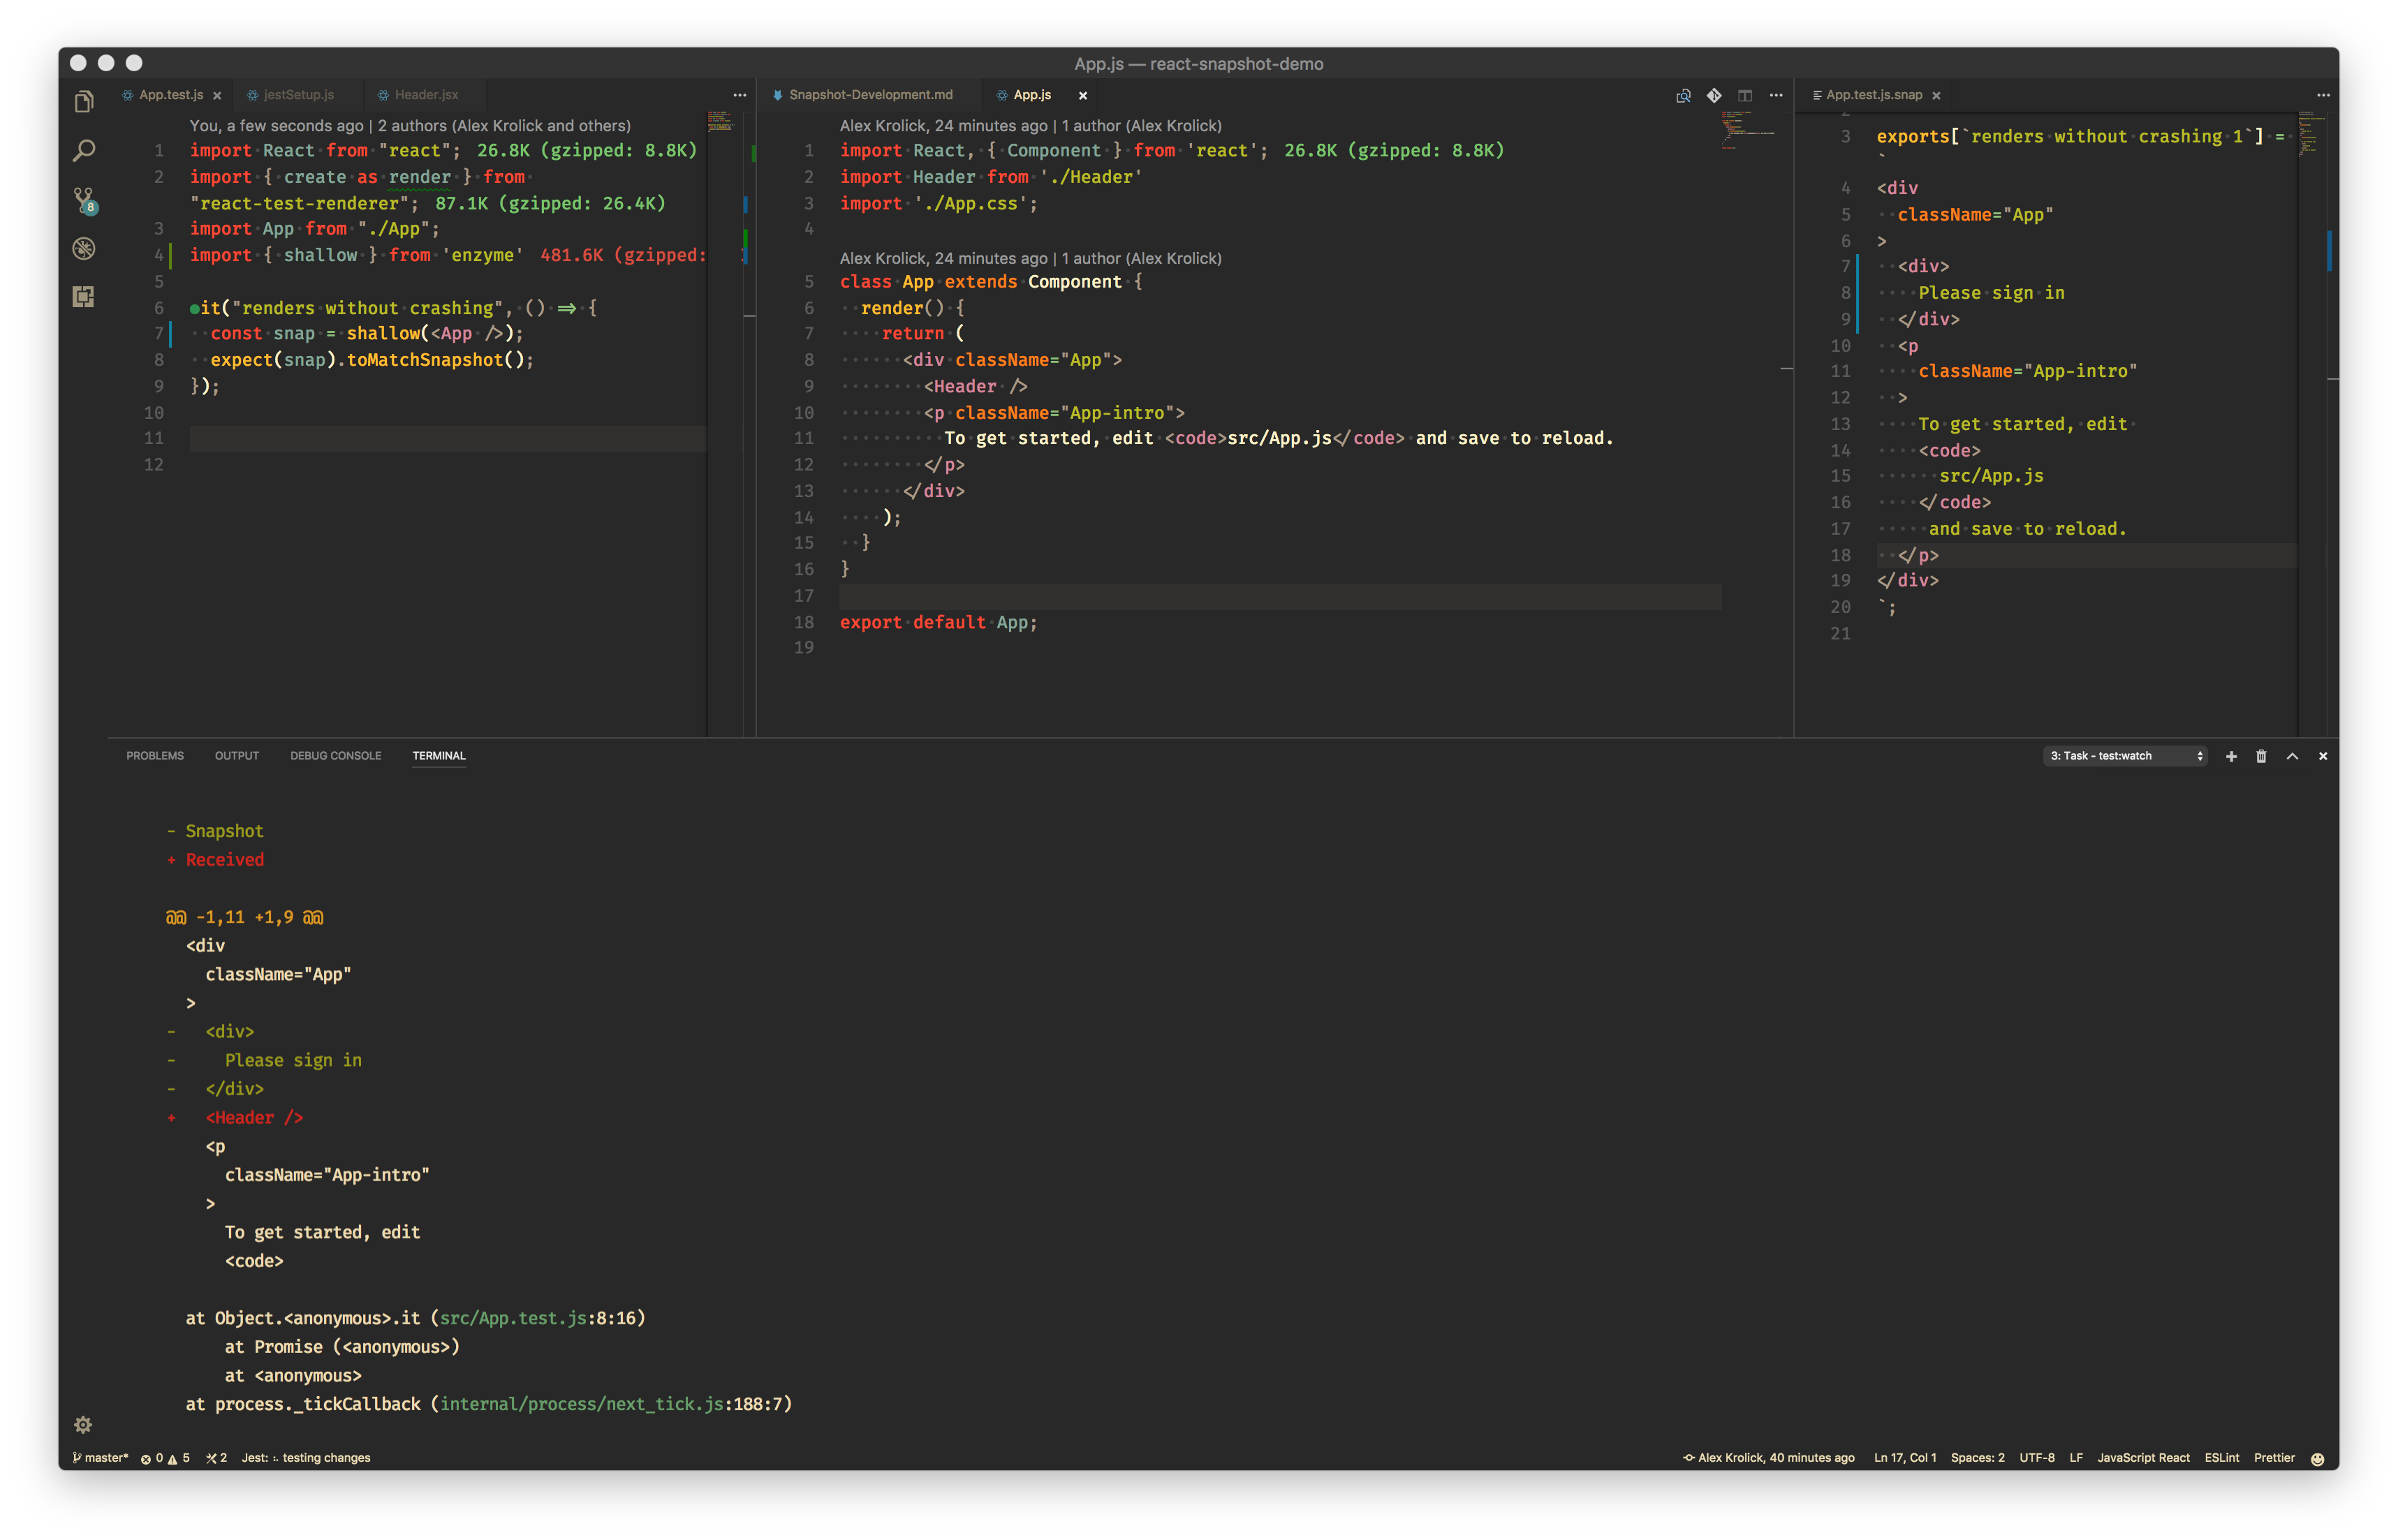 App.js — react-snapshot-demo
App.test.js
jestSetup.js
Header.jsx
You, a few seconds ago | 2 authors (Alex Krolick and others)
1 import React from "react"; 26.8K (gzipped: 8.8K)
2 import { create as render } from
"react-test-renderer"; 87.1K (gzipped: 26.4K)
3 import App from "./App";
4 import { shallow } from 'enzyme' 481.6K (gzipped:
5
6 it("renders without crashing", () => {
7 const snap = shallow(<App />);
8 expect(snap).toMatchSnapshot();
9 });
10
11
12
Snapshot-Development.md
App.js
Alex Krolick, 24 minutes ago | 1 author (Alex Krolick)
1 import React, { Component } from 'react'; 26.8K (gzipped: 8.8K)
2 import Header from './Header'
3 import './App.css';
4
Alex Krolick, 24 minutes ago | 1 author (Alex Krolick)
5 class App extends Component {
6 render() {
7 return (
8 <div className="App">
9 <Header />
10 <p className="App-intro">
11 To get started, edit <code>src/App.js</code> and save to reload.
12 </p>
13 </div>
14 );
15 }
16 }
17
18 export default App;
19
App.test.js.snap
3 exports[`renders without crashing 1`] =
`
4 <div
5 className="App"
6 >
7 <div>
8 Please sign in
9 </div>
10 <p
11 className="App-intro"
12 >
13 To get started, edit
14 <code>
15 src/App.js
16 </code>
17 and save to reload.
18 </p>
19 </div>
20 `;
21
8
PROBLEMS
OUTPUT
DEBUG CONSOLE
TERMINAL
3: Task - test:watch
- Snapshot
+ Received
@@ -1,11 +1,9 @@
<div
className="App"
>
- <div>
- Please sign in
- </div>
+ <Header />
<p
className="App-intro"
>
To get started, edit
<code>
at Object.<anonymous>.it (src/App.test.js:8:16)
at Promise (<anonymous>)
at <anonymous>
at process._tickCallback (internal/process/next_tick.js:188:7)
master*
0
5
2
Jest: testing changes
Alex Krolick, 40 minutes ago
Ln 17, Col 1
Spaces: 2
UTF-8
LF
JavaScript React
ESLint
Prettier